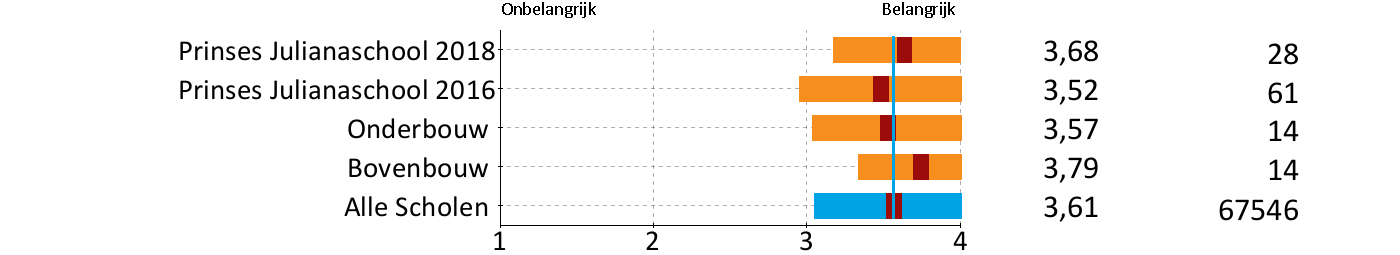 Onbelangrijk Belangrijk
Prinses Julianaschool 2018 3,68 28
Prinses Julianaschool 2016 3,52 61
Onderbouw 3,57 14
Bovenbouw 3,79 14
Alle Scholen 3,61 67546
1 2 3 4